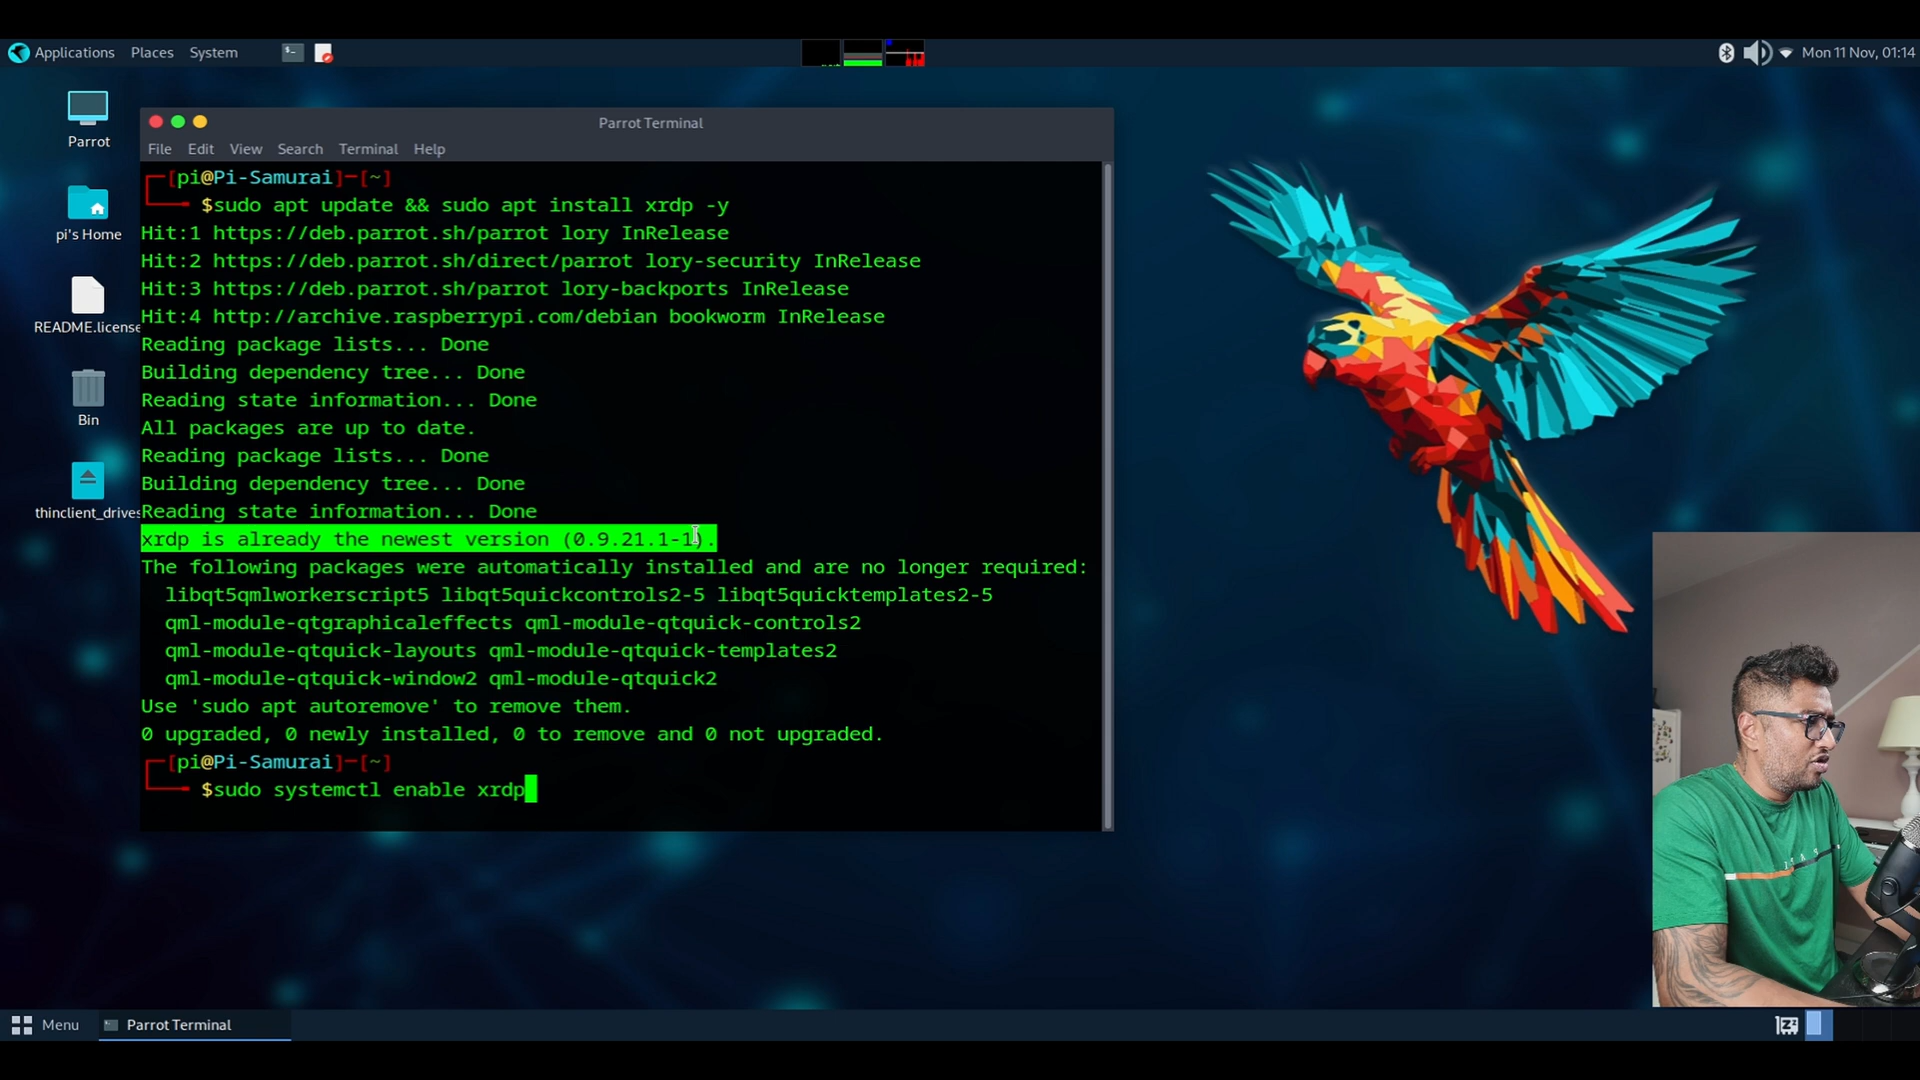 Applications Places System
Mon 11 Nov, 01:14
Parrot
pi's Home
README.license
Bin
thinclient_drives
Parrot Terminal
File Edit View Search Terminal Help
[pi@Pi-Samurai]─[~]
$sudo apt update && sudo apt install xrdp -y
Hit:1 https://deb.parrot.sh/parrot lory InRelease
Hit:2 https://deb.parrot.sh/direct/parrot lory-security InRelease
Hit:3 https://deb.parrot.sh/parrot lory-backports InRelease
Hit:4 http://archive.raspberrypi.com/debian bookworm InRelease
Reading package lists... Done
Building dependency tree... Done
Reading state information... Done
All packages are up to date.
Reading package lists... Done
Building dependency tree... Done
Reading state information... Done
xrdp is already the newest version (0.9.21.1-1).
The following packages were automatically installed and are no longer required:
libqt5qmlworkerscript5 libqt5quickcontrols2-5 libqt5quicktemplates2-5
qml-module-qtgraphicaleffects qml-module-qtquick-controls2
qml-module-qtquick-layouts qml-module-qtquick-templates2
qml-module-qtquick-window2 qml-module-qtquick2
Use 'sudo apt autoremove' to remove them.
0 upgraded, 0 newly installed, 0 to remove and 0 not upgraded.
[pi@Pi-Samurai]─[~]
$sudo systemctl enable xrdp
Menu
Parrot Terminal